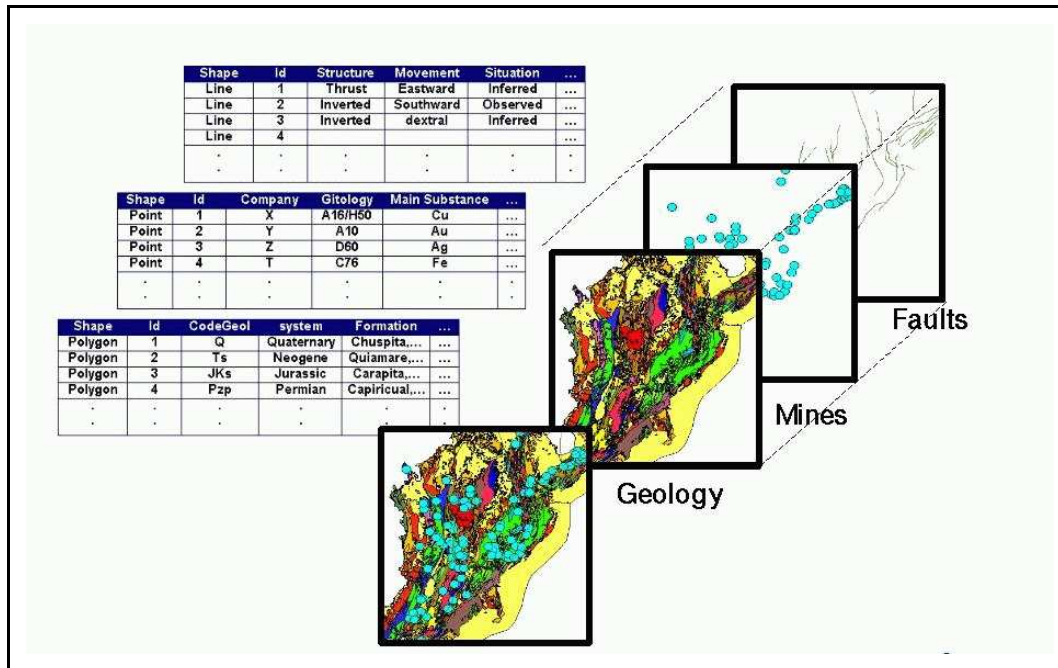 Shape Id Structure Movement Situation ...
Line 1 Thrust Eastward Inferred ...
Line 2 Inverted Southward Observed ...
Line 3 Inverted dextral Inferred ...
Line 4 ...
. . . . . .
. . . . . .
Shape Id Company Gitology Main Substance ...
Point 1 X A16/H50 Cu ...
Point 2 Y A10 Au ...
Point 3 Z D60 Ag ...
Point 4 T C76 Fe ...
. . . . . .
. . . . . .
Shape Id CodeGeol system Formation ...
Polygon 1 Q Quaternary Chuspita,... ...
Polygon 2 Ts Neogene Quiamare,... ...
Polygon 3 JKs Jurassic Carapita,... ...
Polygon 4 Pzp Permian Capiricual,... ...
. . . . . .
. . . . . .
Faults
Mines
Geology